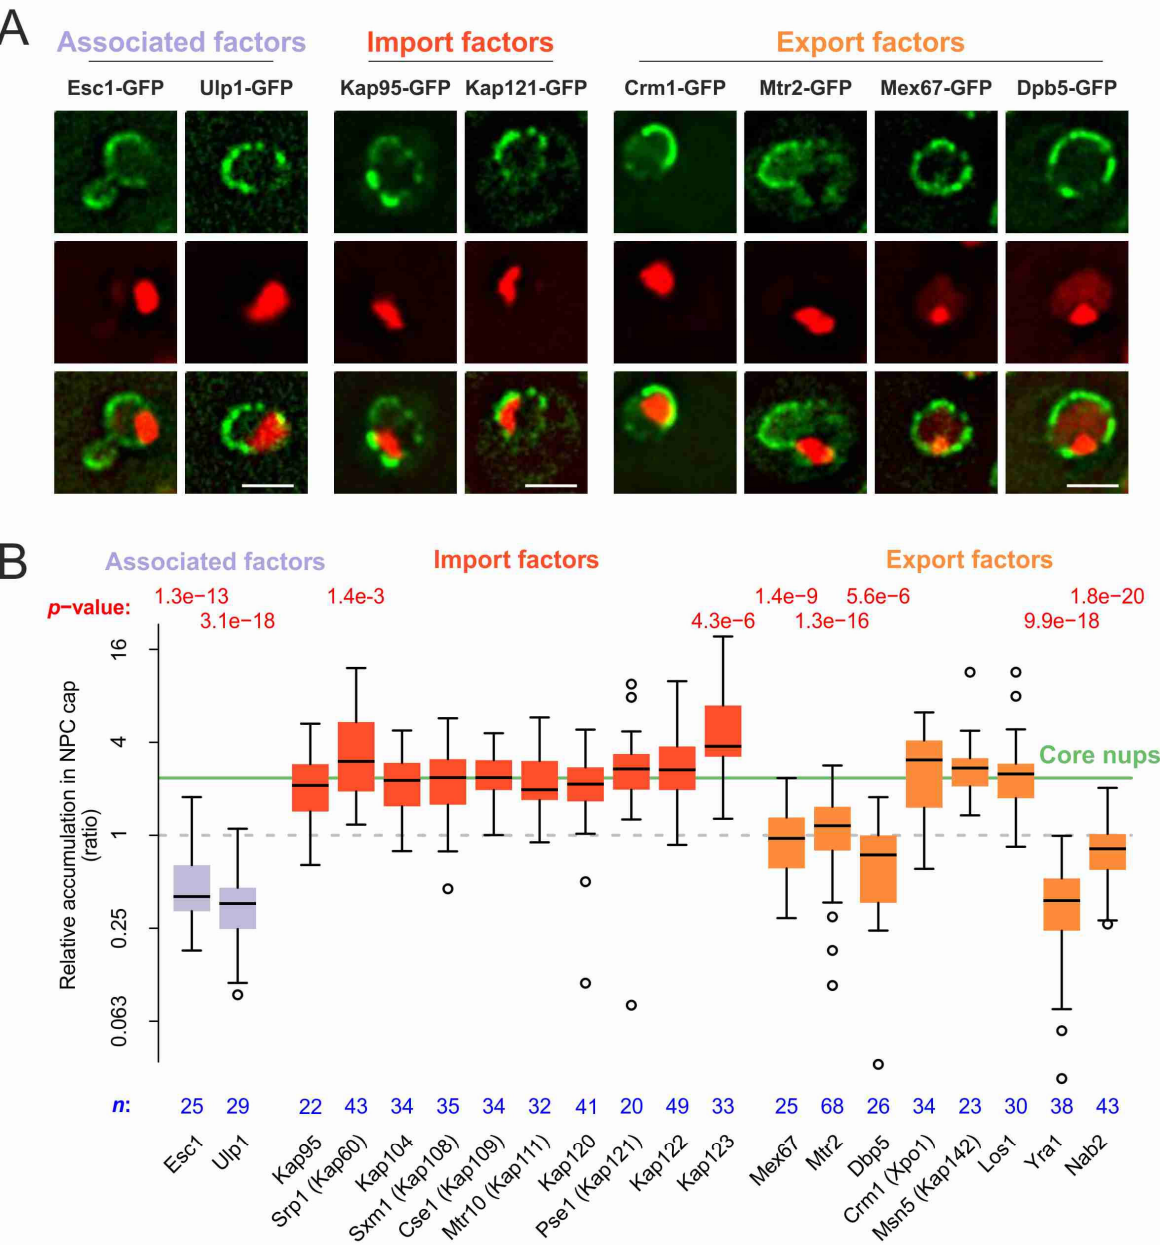 A
Associated factors Import factors Export factors
Esc1-GFP Ulp1-GFP Kap95-GFP Kap121-GFP Crm1-GFP Mtr2-GFP Mex67-GFP Dpb5-GFP
B
Associated factors Import factors Export factors
p−value: 1.3e−13 1.4e−3 1.4e−9 5.6e−6 1.8e−20
3.1e−18 4.3e−6 1.3e−16 9.9e−18
Relative accumulation in NPC cap
(ratio)
16
4
1
0.25
0.063
Core nups
n: 25 29 22 43 34 35 34 32 41 20 49 33 25 68 26 34 23 30 38 43
Esc1
Ulp1
Kap95
Srp1 (Kap60)
Kap104
Sxm1 (Kap108)
Cse1 (Kap109)
Mtr10 (Kap111)
Kap120
Pse1 (Kap121)
Kap122
Kap123
Mex67
Mtr2
Dbp5
Crm1 (Xpo1)
Msn5 (Kap142)
Los1
Yra1
Nab2